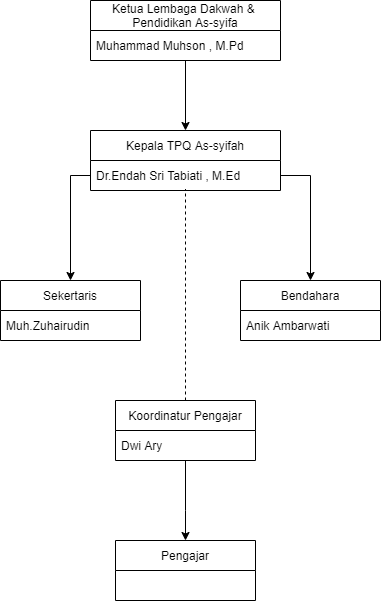 Ketua Lembaga Dakwah &
Pendidikan As-syifa
Muhammad Muhson , M.Pd
Kepala TPQ As-syifah
Dr.Endah Sri Tabiati , M.Ed
Sekertaris
Muh.Zuhairudin
Bendahara
Anik Ambarwati
Koordinatur Pengajar
Dwi Ary
Pengajar